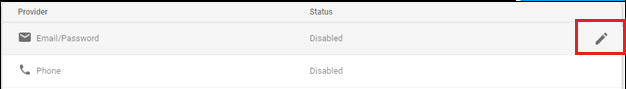 Provider Status
Email/Password Disabled
Phone Disabled